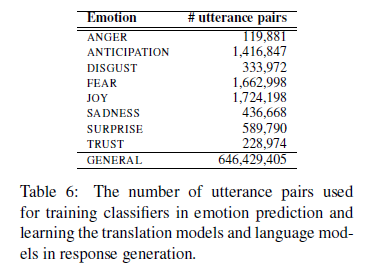 Emotion # utterance pairs
ANGER 119,881
ANTICIPATION 1,416,847
DISGUST 333,972
FEAR 1,662,998
JOY 1,724,198
SADNESS 436,668
SURPRISE 589,790
TRUST 228,974
GENERAL 646,429,405
Table 6: The number of utterance pairs used
for training classifiers in emotion prediction and
learning the translation models and language mod-
els in response generation.